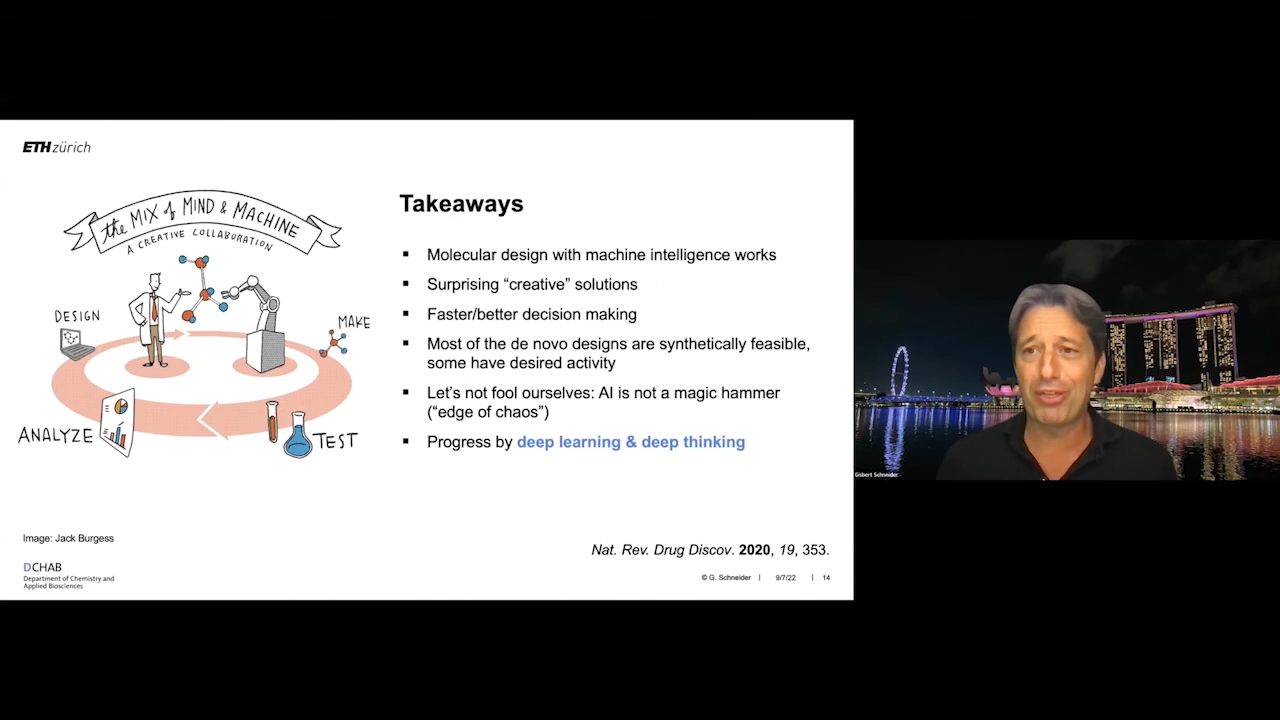 ETH zürich
the MIX of MIND & MACHINE
A CREATIVE COLLABORATION
DESIGN
MAKE
ANALYZE
TEST
Takeaways
▪ Molecular design with machine intelligence works
▪ Surprising “creative” solutions
▪ Faster/better decision making
▪ Most of the de novo designs are synthetically feasible,
some have desired activity
▪ Let’s not fool ourselves: AI is not a magic hammer
(“edge of chaos”)
▪ Progress by deep learning & deep thinking
Image: Jack Burgess
Nat. Rev. Drug Discov. 2020, 19, 353.
DCHAB
Department of Chemistry and
Applied Biosciences
© G. Schneider | 9/7/22 | 14
Gisbert Schneider